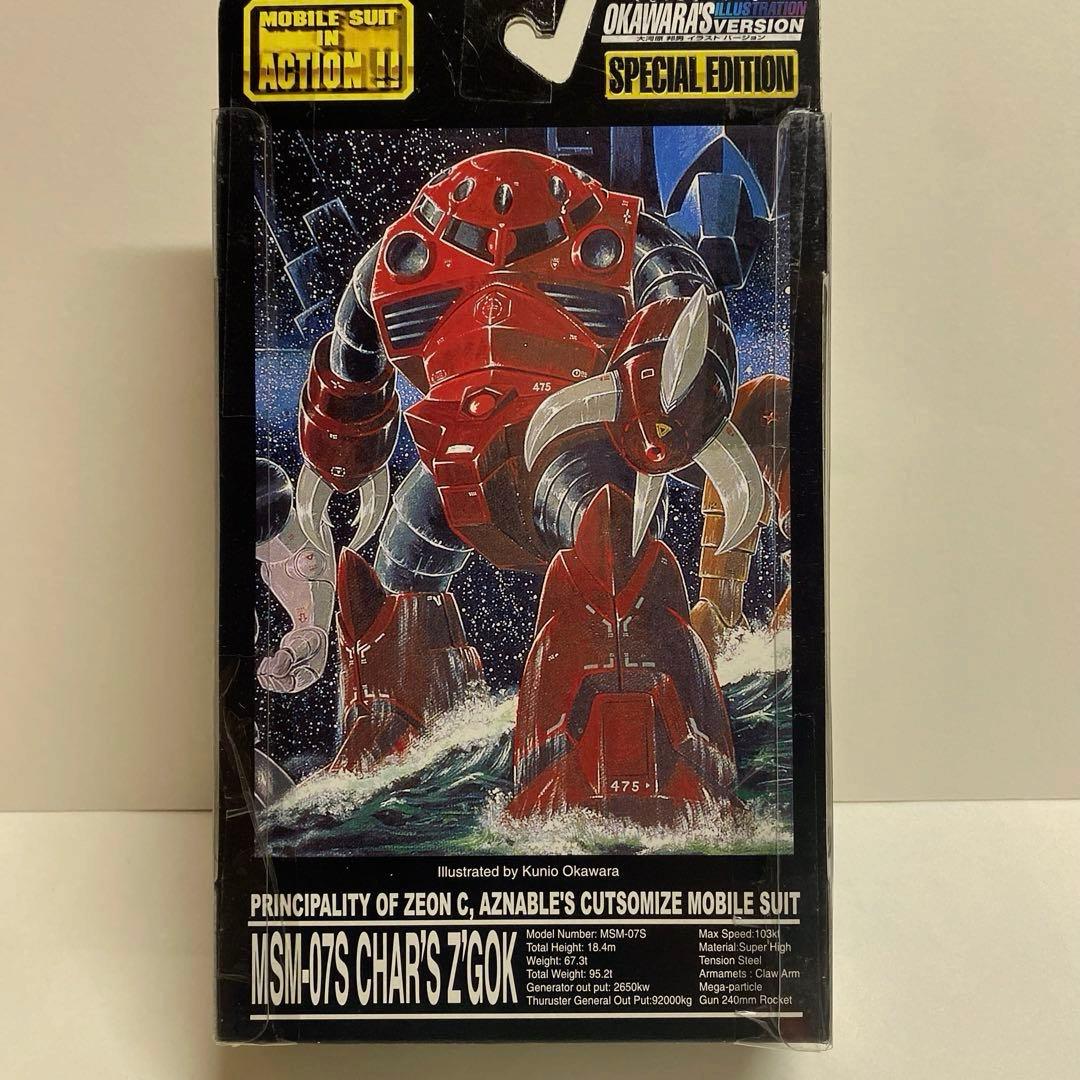 MOBILE SUIT
IN
ACTION !!
OKAWARA'S ILLUSTRATION
VERSION
大河原 邦男 イラスト バージョン
SPECIAL EDITION
475
475
Illustrated by Kunio Okawara
PRINCIPALITY OF ZEON C, AZNABLE'S CUTSOMIZE MOBILE SUIT
MSM-07S CHAR'S Z'GOK
Model Number: MSM-07S
Total Height: 18.4m
Weight: 67.3t
Total Weight: 95.2t
Generator out put: 2650kw
Thuruster General Out Put:92000kg
Max Speed:103kt
Material:Super High
Tension Steel
Armamets : Claw Arm
Mega-particle
Gun 240mm Rocket